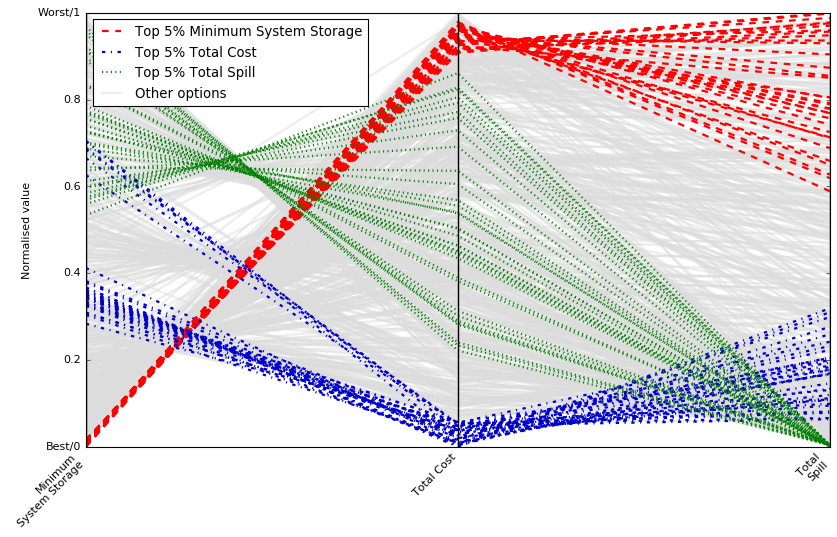 Worst/1
Top 5% Minimum System Storage
Top 5% Total Cost
Top 5% Total Spill
Other options
0.8
0.6
0.4
0.2
Best/0
Normalised value
Minimum
System Storage
Total Cost
Total
Spill